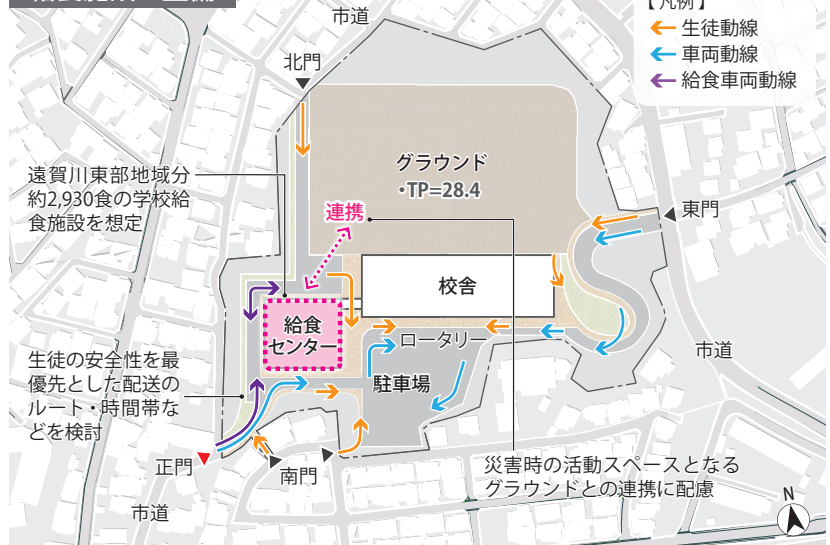 市道
北門
【凡例】
生徒動線
車両動線
給食車両動線
グラウンド
・TP=28.4
遠賀川東部地域分
約2,930食の学校給
食施設を想定
連携
東門
校舎
給食
センター
ロータリー
駐車場
市道
生徒の安全性を最
優先とした配送の
ルート・時間帯な
どを検討
正門
南門
災害時の活動スペースとなる
グラウンドとの連携に配慮
市道
N